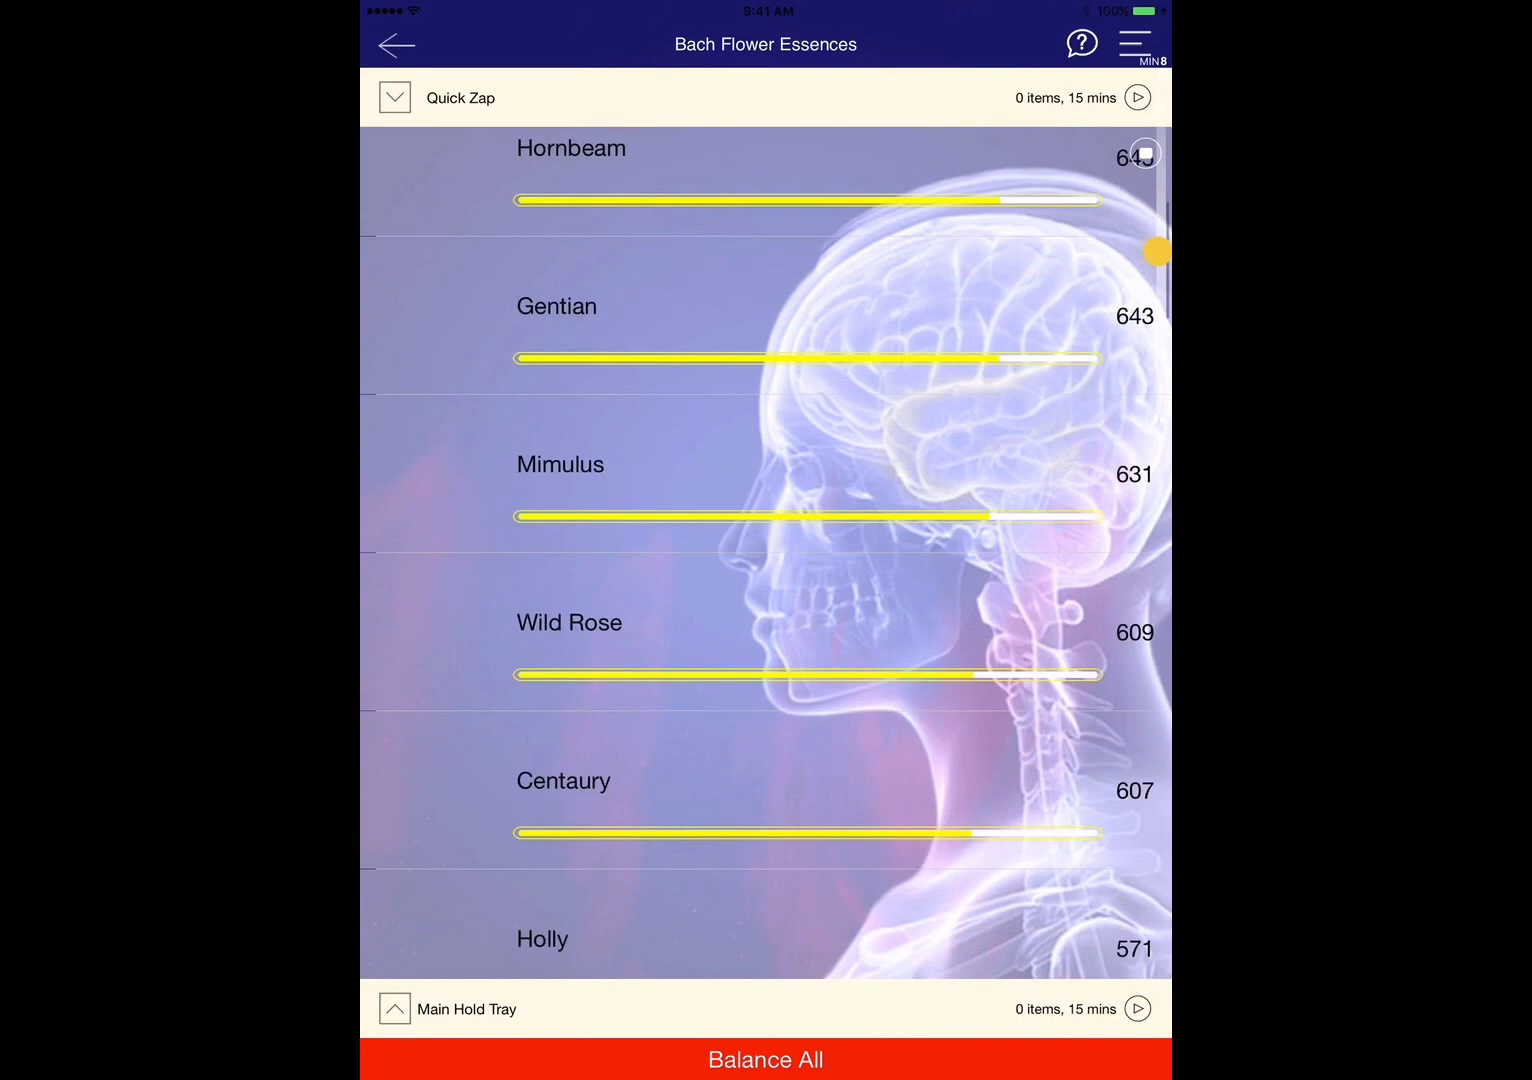 9:41 AM
100%
Bach Flower Essences
?
MIN8
Quick Zap
0 items, 15 mins
Hornbeam
Gentian
643
Mimulus
631
Wild Rose
609
Centaury
607
Holly
571
Main Hold Tray
0 items, 15 mins
Balance All